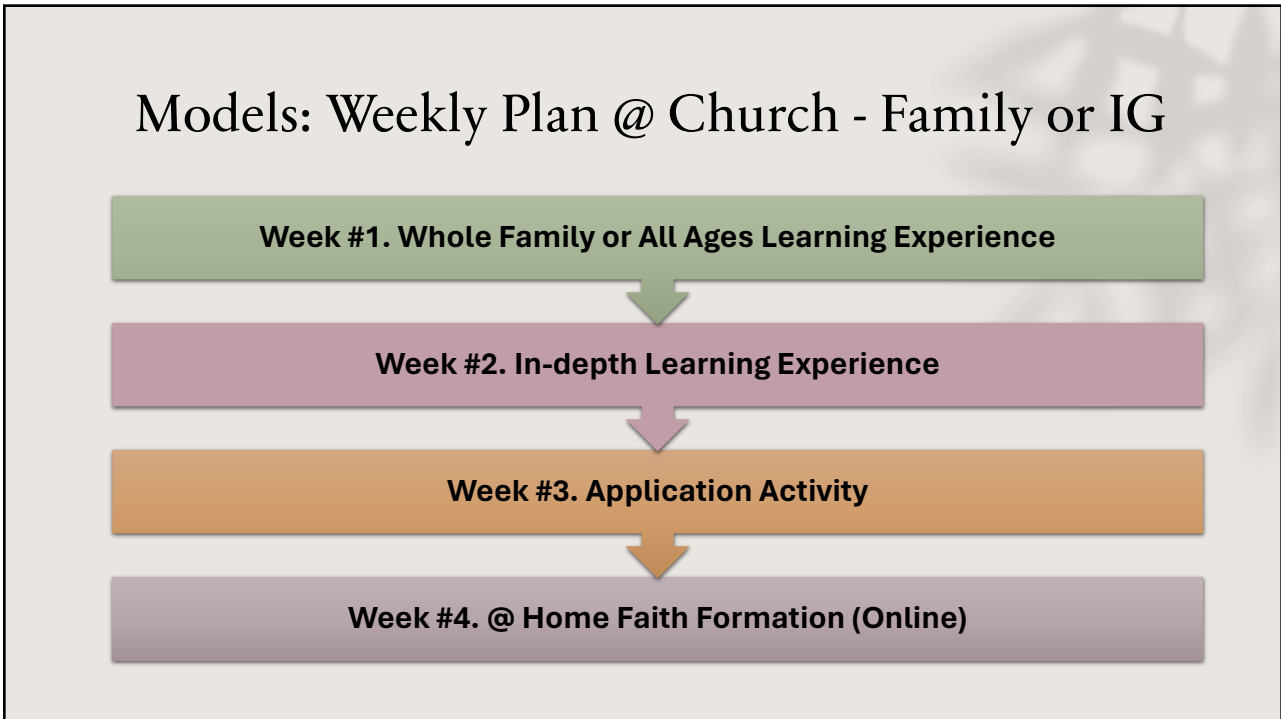 Models: Weekly Plan @ Church - Family or IG
Week #1. Whole Family or All Ages Learning Experience
Week #2. In-depth Learning Experience
Week #3. Application Activity
Week #4. @ Home Faith Formation (Online)